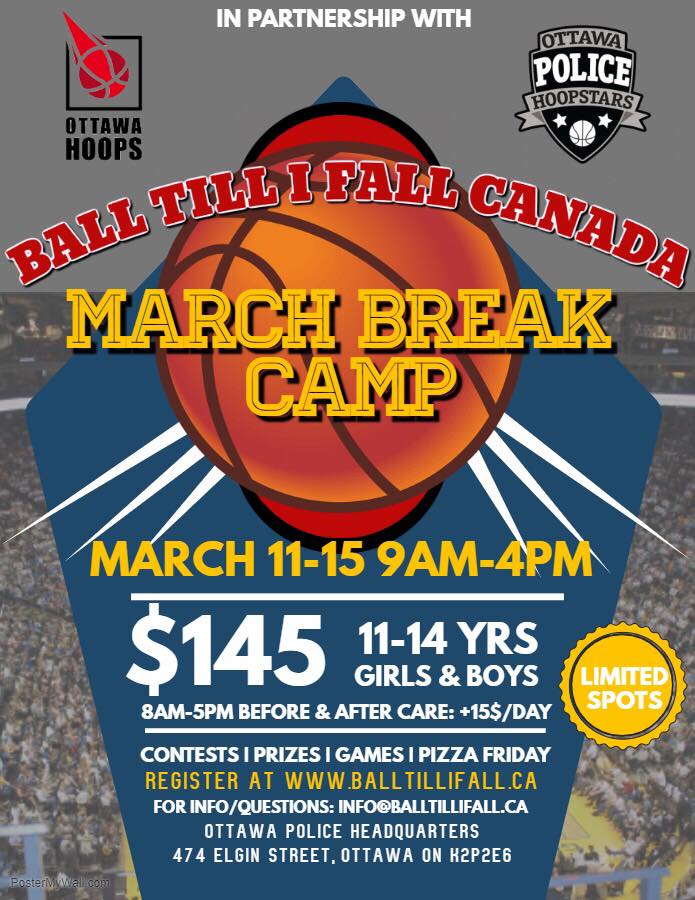 IN PARTNERSHIP WITH
OTTAWA
HOOPS
OTTAWA
POLICE
HOOPSTARS
BALL TILL I FALL CANADA
MARCH BREAK
CAMP
MARCH 11-15 9AM-4PM
$145
11-14 YRS
GIRLS & BOYS
LIMITED
SPOTS
8AM-5PM BEFORE & AFTER CARE: +15$/DAY
CONTESTS | PRIZES | GAMES | PIZZA FRIDAY
REGISTER AT WWW.BALLTILLIFALL.CA
FOR INFO/QUESTIONS: INFO@BALLTILLIFALL.CA
OTTAWA POLICE HEADQUARTERS
474 ELGIN STREET, OTTAWA ON K2P2E6
PosterMyWall.com